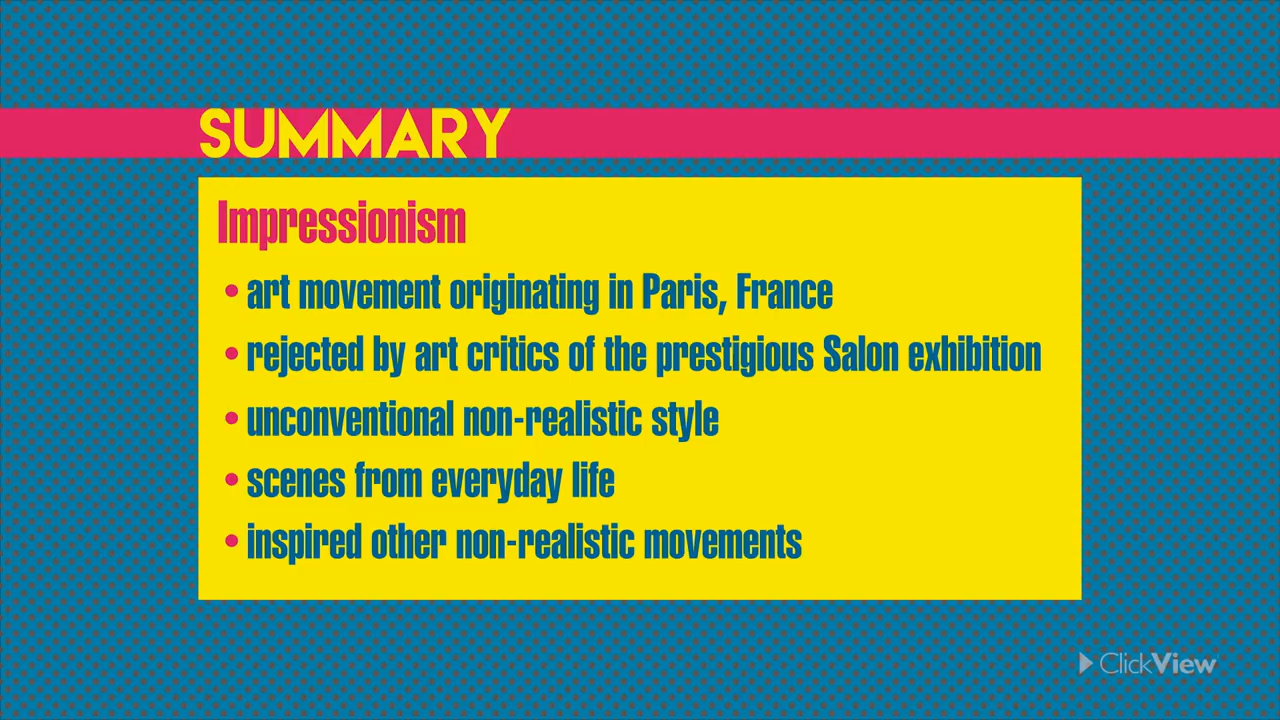 SUMMARY
Impressionism
• art movement originating in Paris, France
• rejected by art critics of the prestigious Salon exhibition
• unconventional non-realistic style
• scenes from everyday life
• inspired other non-realistic movements
ClickView